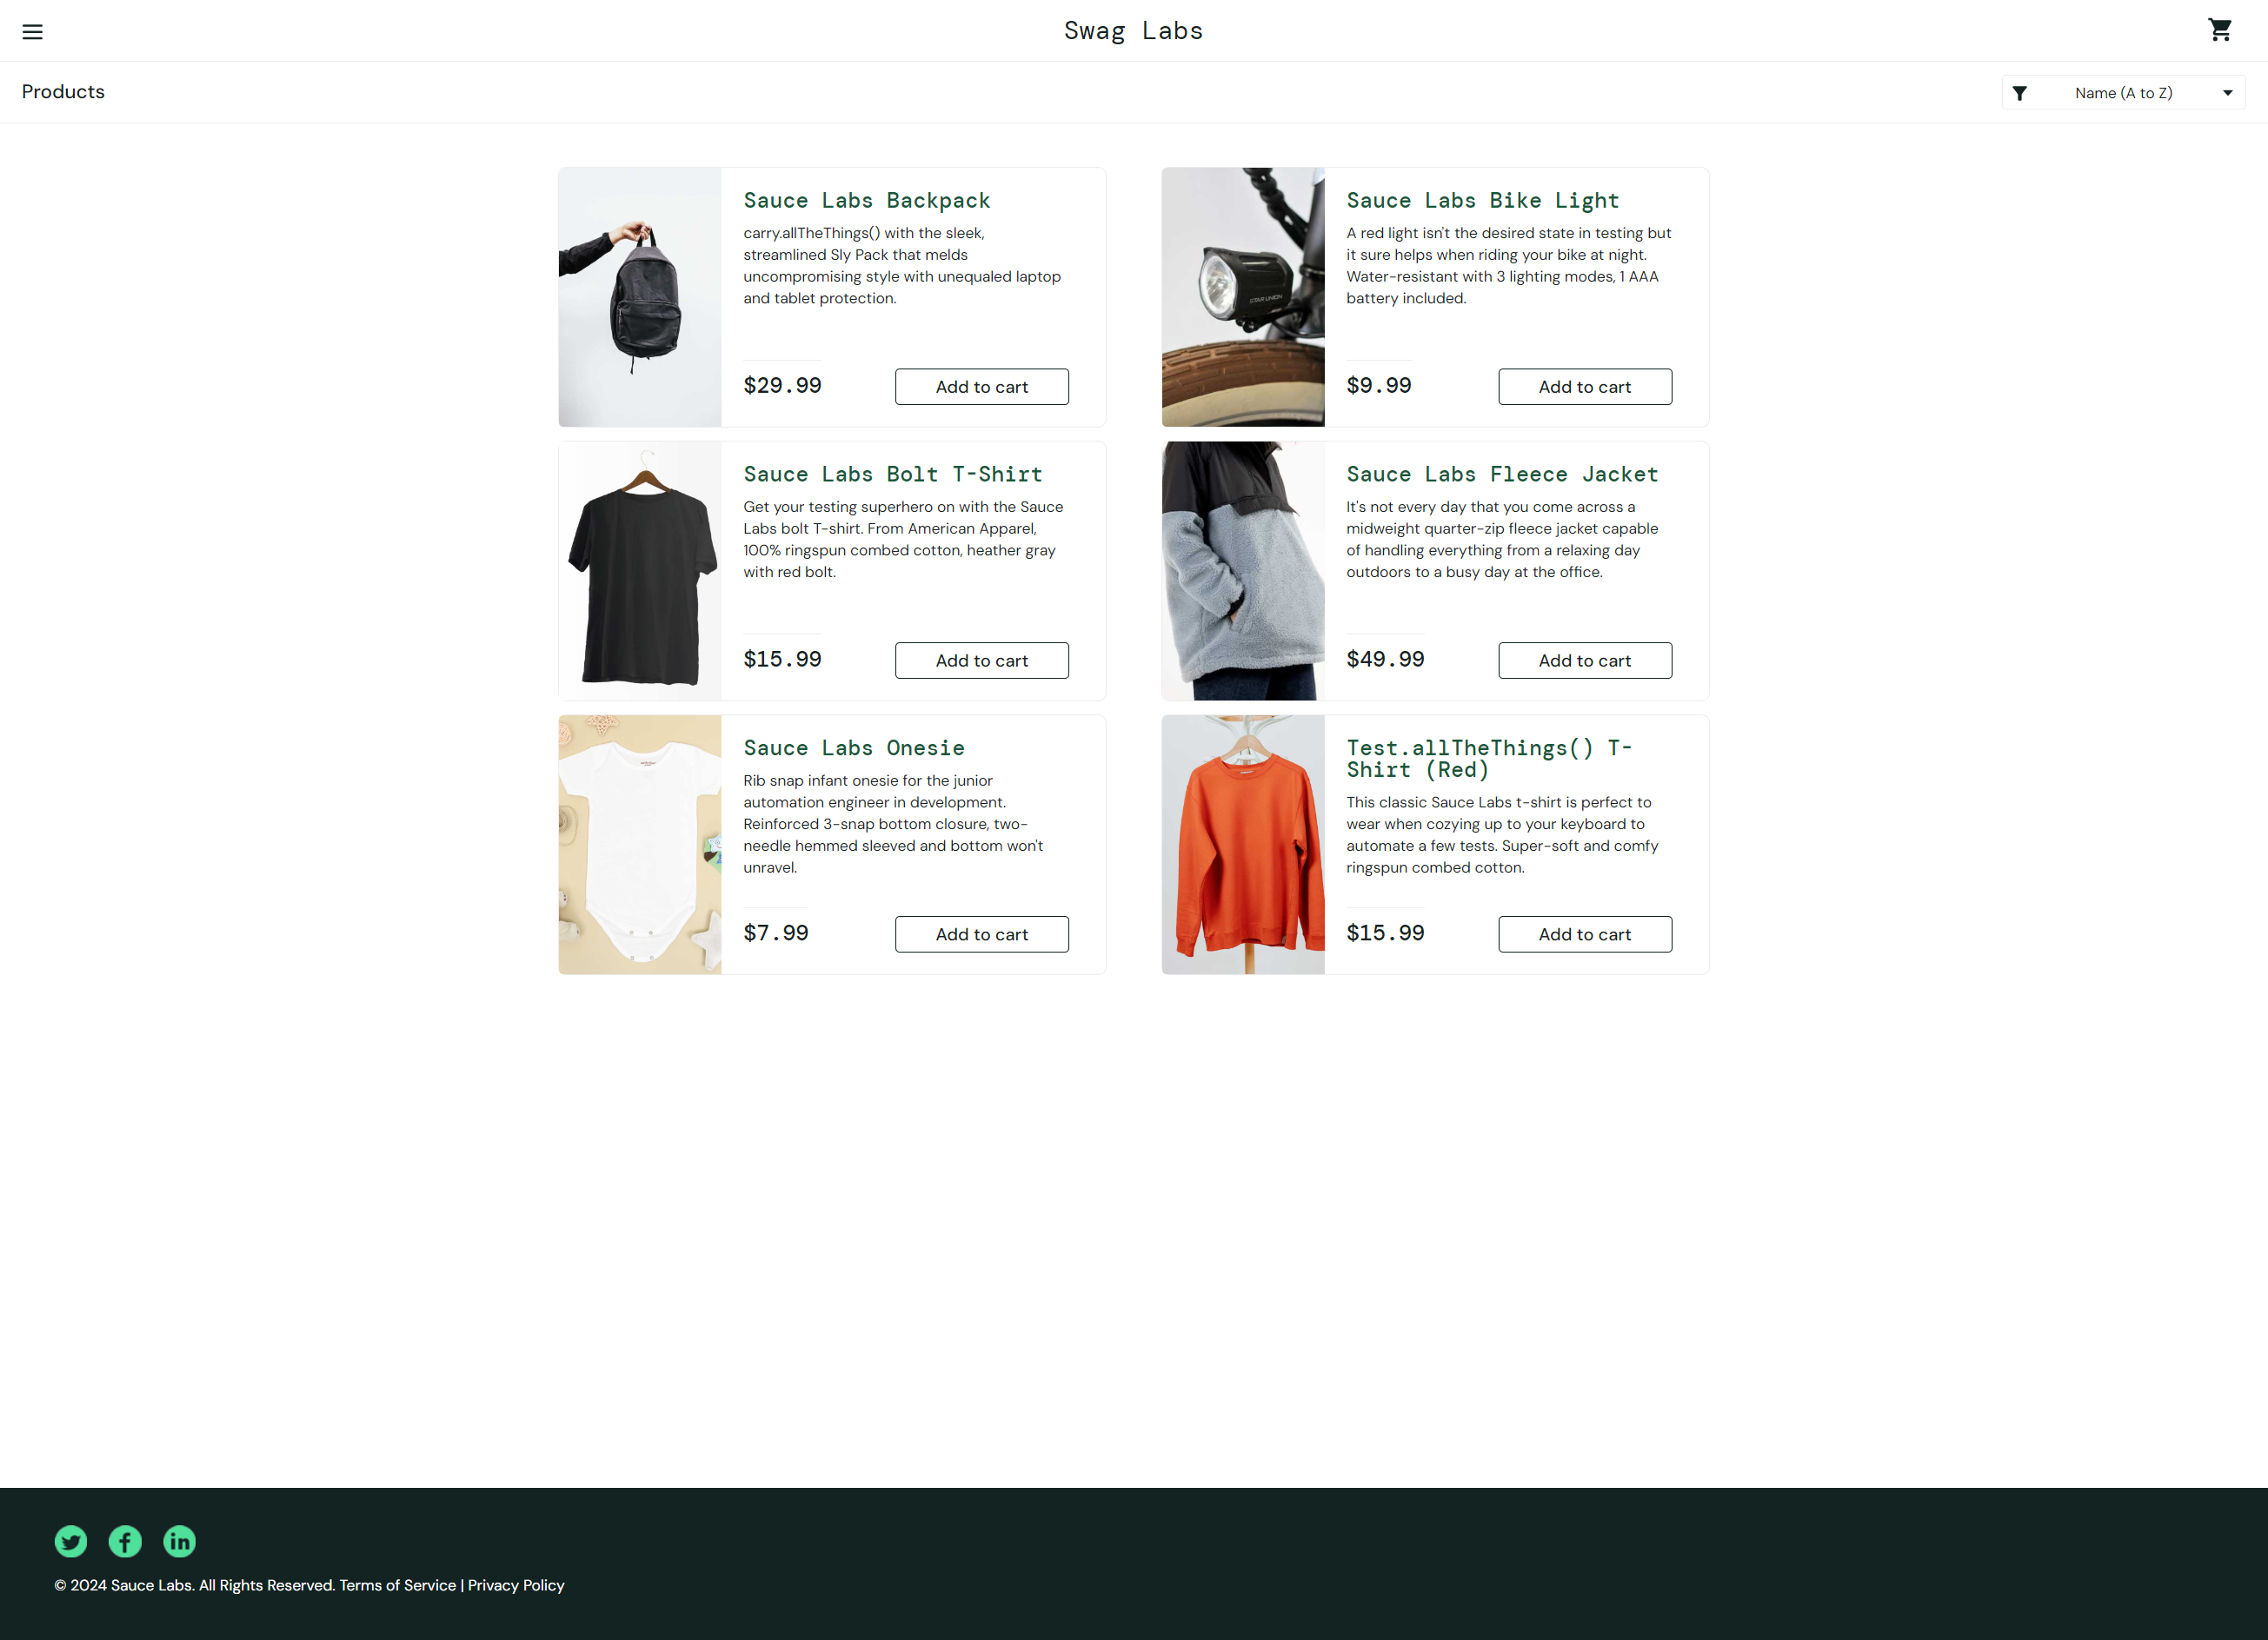 Swag Labs
Products
Name (A to Z)
Sauce Labs Backpack
carry.allTheThings() with the sleek,
streamlined Sly Pack that melds
uncompromising style with unequaled laptop
and tablet protection.
$29.99
Add to cart
Sauce Labs Bike Light
A red light isn't the desired state in testing but
it sure helps when riding your bike at night.
Water-resistant with 3 lighting modes, 1 AAA
battery included.
$9.99
Add to cart
STAR UNION
Sauce Labs Bolt T-Shirt
Get your testing superhero on with the Sauce
Labs bolt T-shirt. From American Apparel,
100% ringspun combed cotton, heather gray
with red bolt.
$15.99
Add to cart
Sauce Labs Fleece Jacket
It's not every day that you come across a
midweight quarter-zip fleece jacket capable
of handling everything from a relaxing day
outdoors to a busy day at the office.
$49.99
Add to cart
Sauce Labs Onesie
Rib snap infant onesie for the junior
automation engineer in development.
Reinforced 3-snap bottom closure, two-
needle hemmed sleeved and bottom won't
unravel.
$7.99
Add to cart
Test.allTheThings() T-
Shirt (Red)
This classic Sauce Labs t-shirt is perfect to
wear when cozying up to your keyboard to
automate a few tests. Super-soft and comfy
ringspun combed cotton.
$15.99
Add to cart
© 2024 Sauce Labs. All Rights Reserved. Terms of Service | Privacy Policy